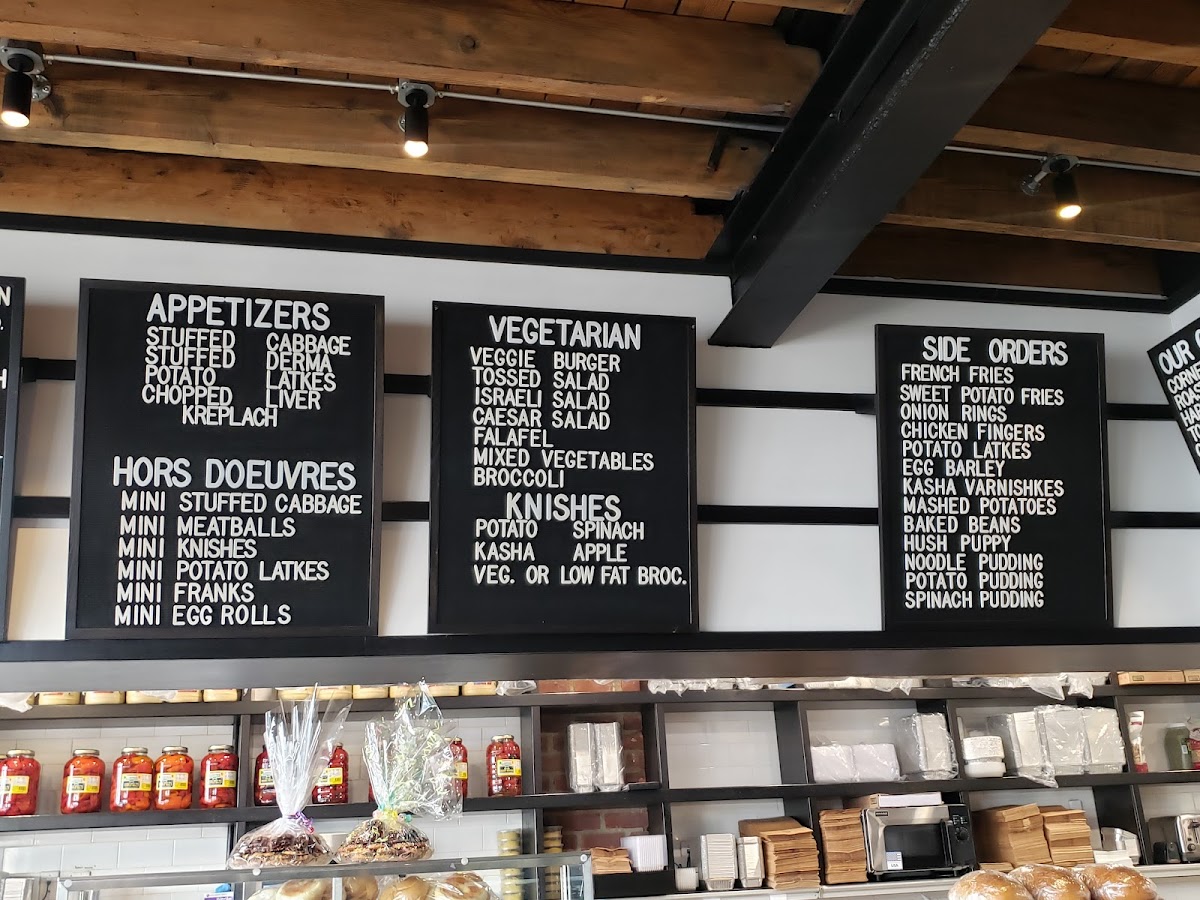 APPETIZERS
STUFFED CABBAGE
STUFFED DERMA
POTATO LATKES
CHOPPED LIVER
KREPLACH
HORS D'OEUVRES
MINI STUFFED CABBAGE
MINI MEATBALLS
MINI KNISHES
MINI POTATO LATKES
MINI FRANKS
MINI EGG ROLLS
VEGETARIAN
VEGGIE BURGER
TOSSED SALAD
ISRAELI SALAD
CAESAR SALAD
FALAFEL
MIXED VEGETABLES
BROCCOLI
KNISHES
POTATO SPINACH
KASHA APPLE
VEG. OR LOW FAT BROC.
SIDE ORDERS
FRENCH FRIES
SWEET POTATO FRIES
ONION RINGS
CHICKEN FINGERS
POTATO LATKES
EGG BARLEY
KASHA VARNISHKES
MASHED POTATOES
BAKED BEANS
HUSH PUPPY
NOODLE PUDDING
POTATO PUDDING
SPINACH PUDDING
OUR